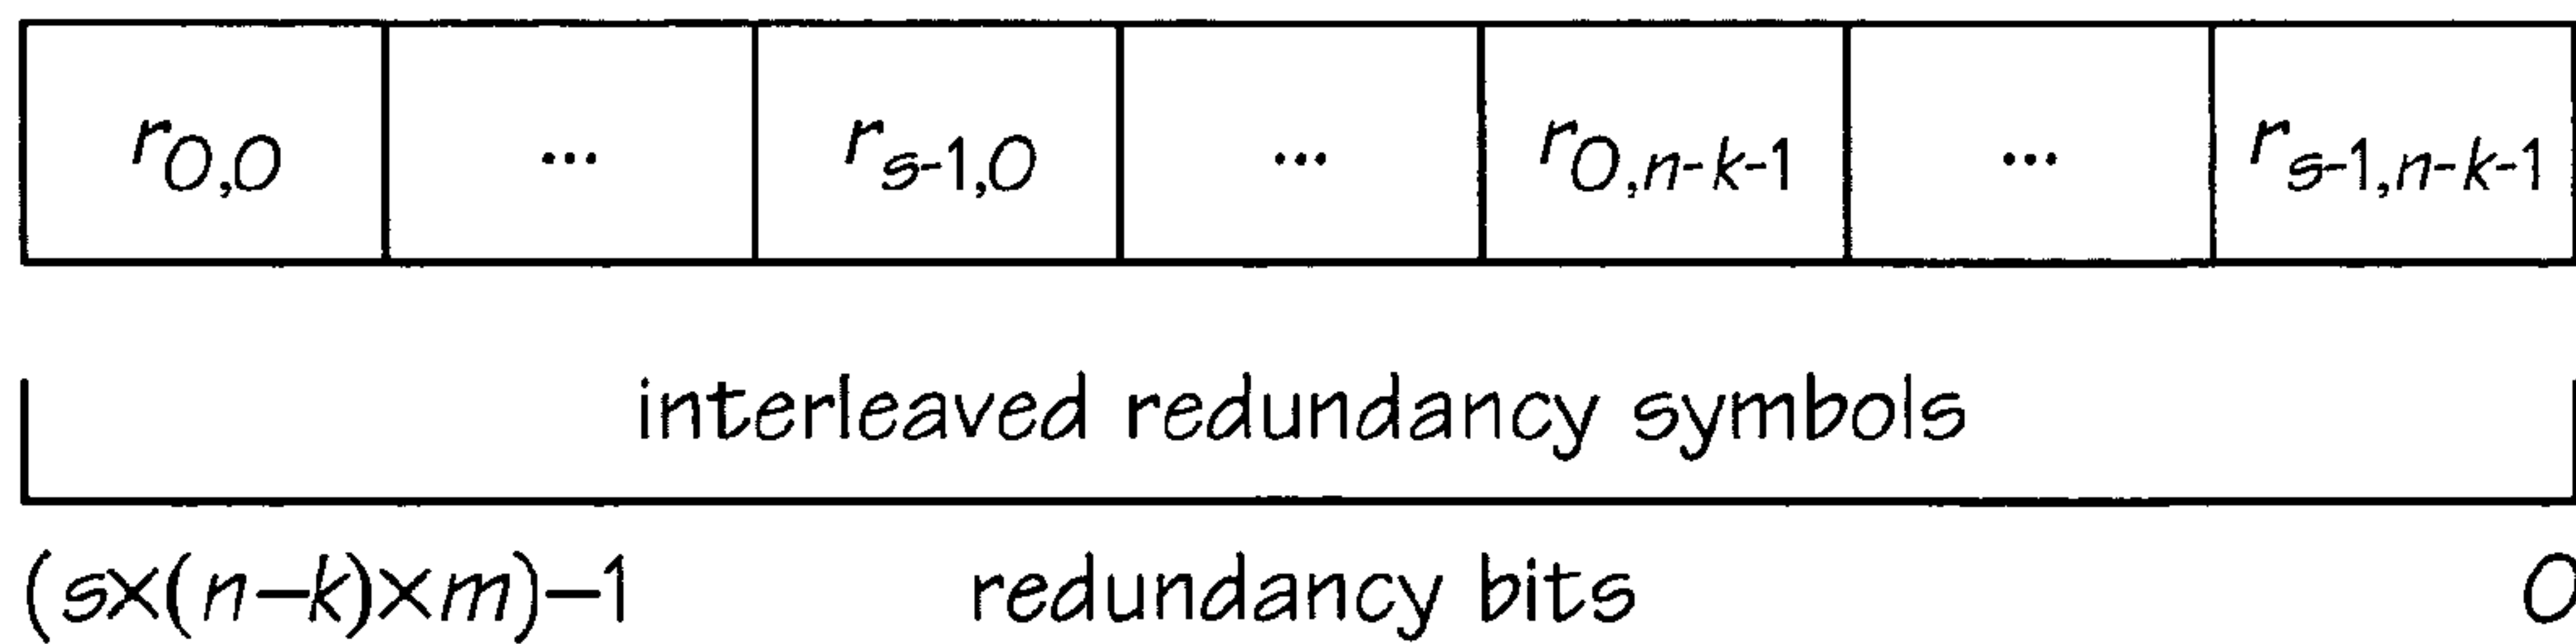 r0,0 ... rs-1,0 ... r0,n-k-1 ... rs-1,n-k-1
interleaved redundancy symbols
(s×(n−k)×m)−1 redundancy bits 0